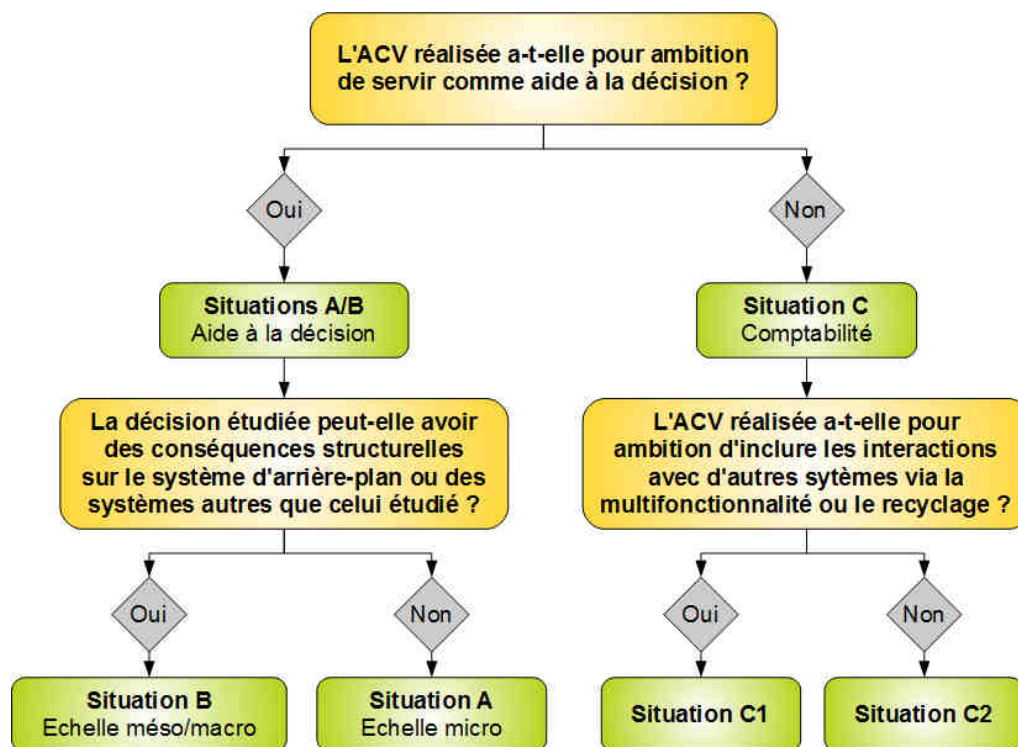 L'ACV réalisée a-t-elle pour ambition
de servir comme aide à la décision ?
Oui
Non
Situations A/B
Aide à la décision
Situation C
Comptabilité
La décision étudiée peut-elle avoir
des conséquences structurelles
sur le système d'arrière-plan ou des
systèmes autres que celui étudié ?
L'ACV réalisée a-t-elle pour
ambition d'inclure les interactions
avec d'autres sytèmes via la
multifonctionnalité ou le recyclage ?
Oui
Non
Oui
Non
Situation B
Echelle méso/macro
Situation A
Echelle micro
Situation C1
Situation C2